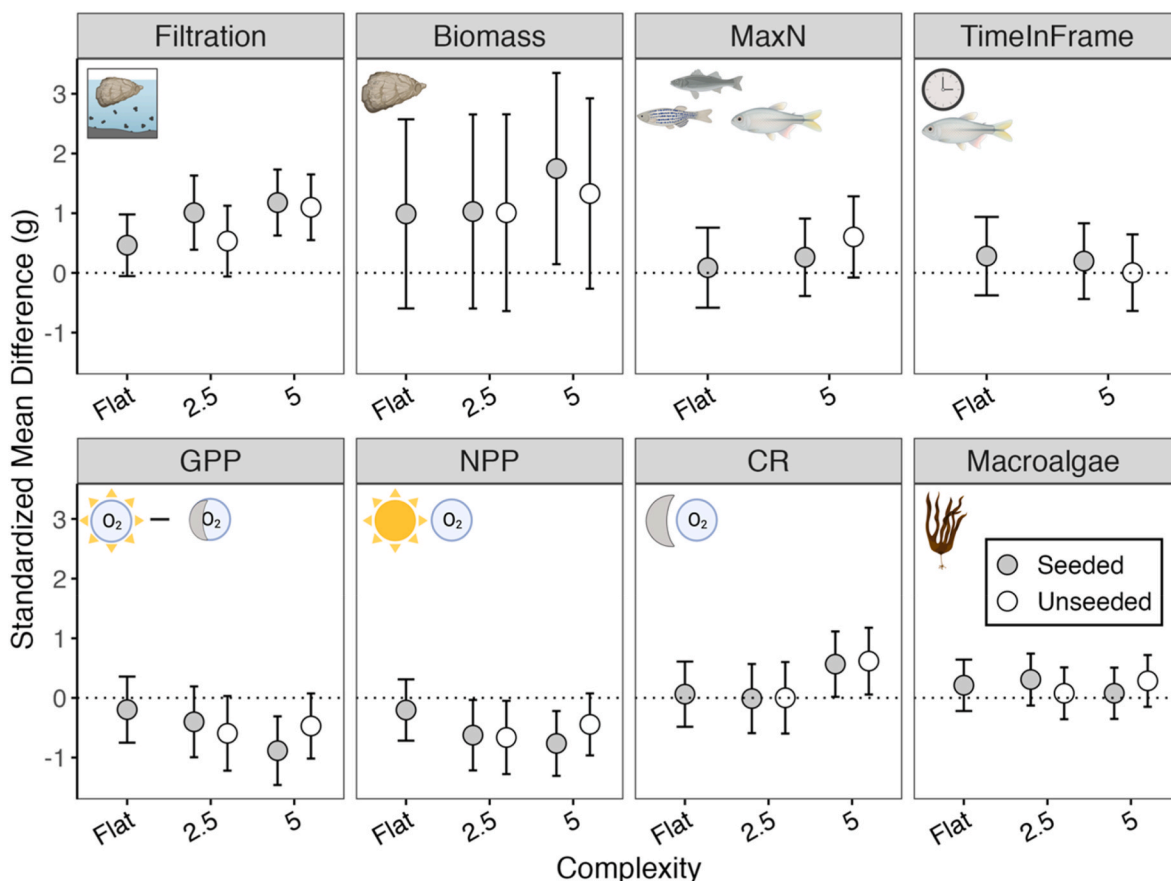 Filtration Biomass MaxN TimeInFrame
3
2
1
0
-1
Flat 2.5 5 Flat 2.5 5 Flat 5 Flat 5
GPP NPP CR Macroalgae
O2 – O2 O2 O2
3
2
1
0
-1
Seeded
Unseeded
Flat 2.5 5 Flat 2.5 5 Flat 2.5 5 Flat 2.5 5
Complexity
Standardized Mean Difference (g)